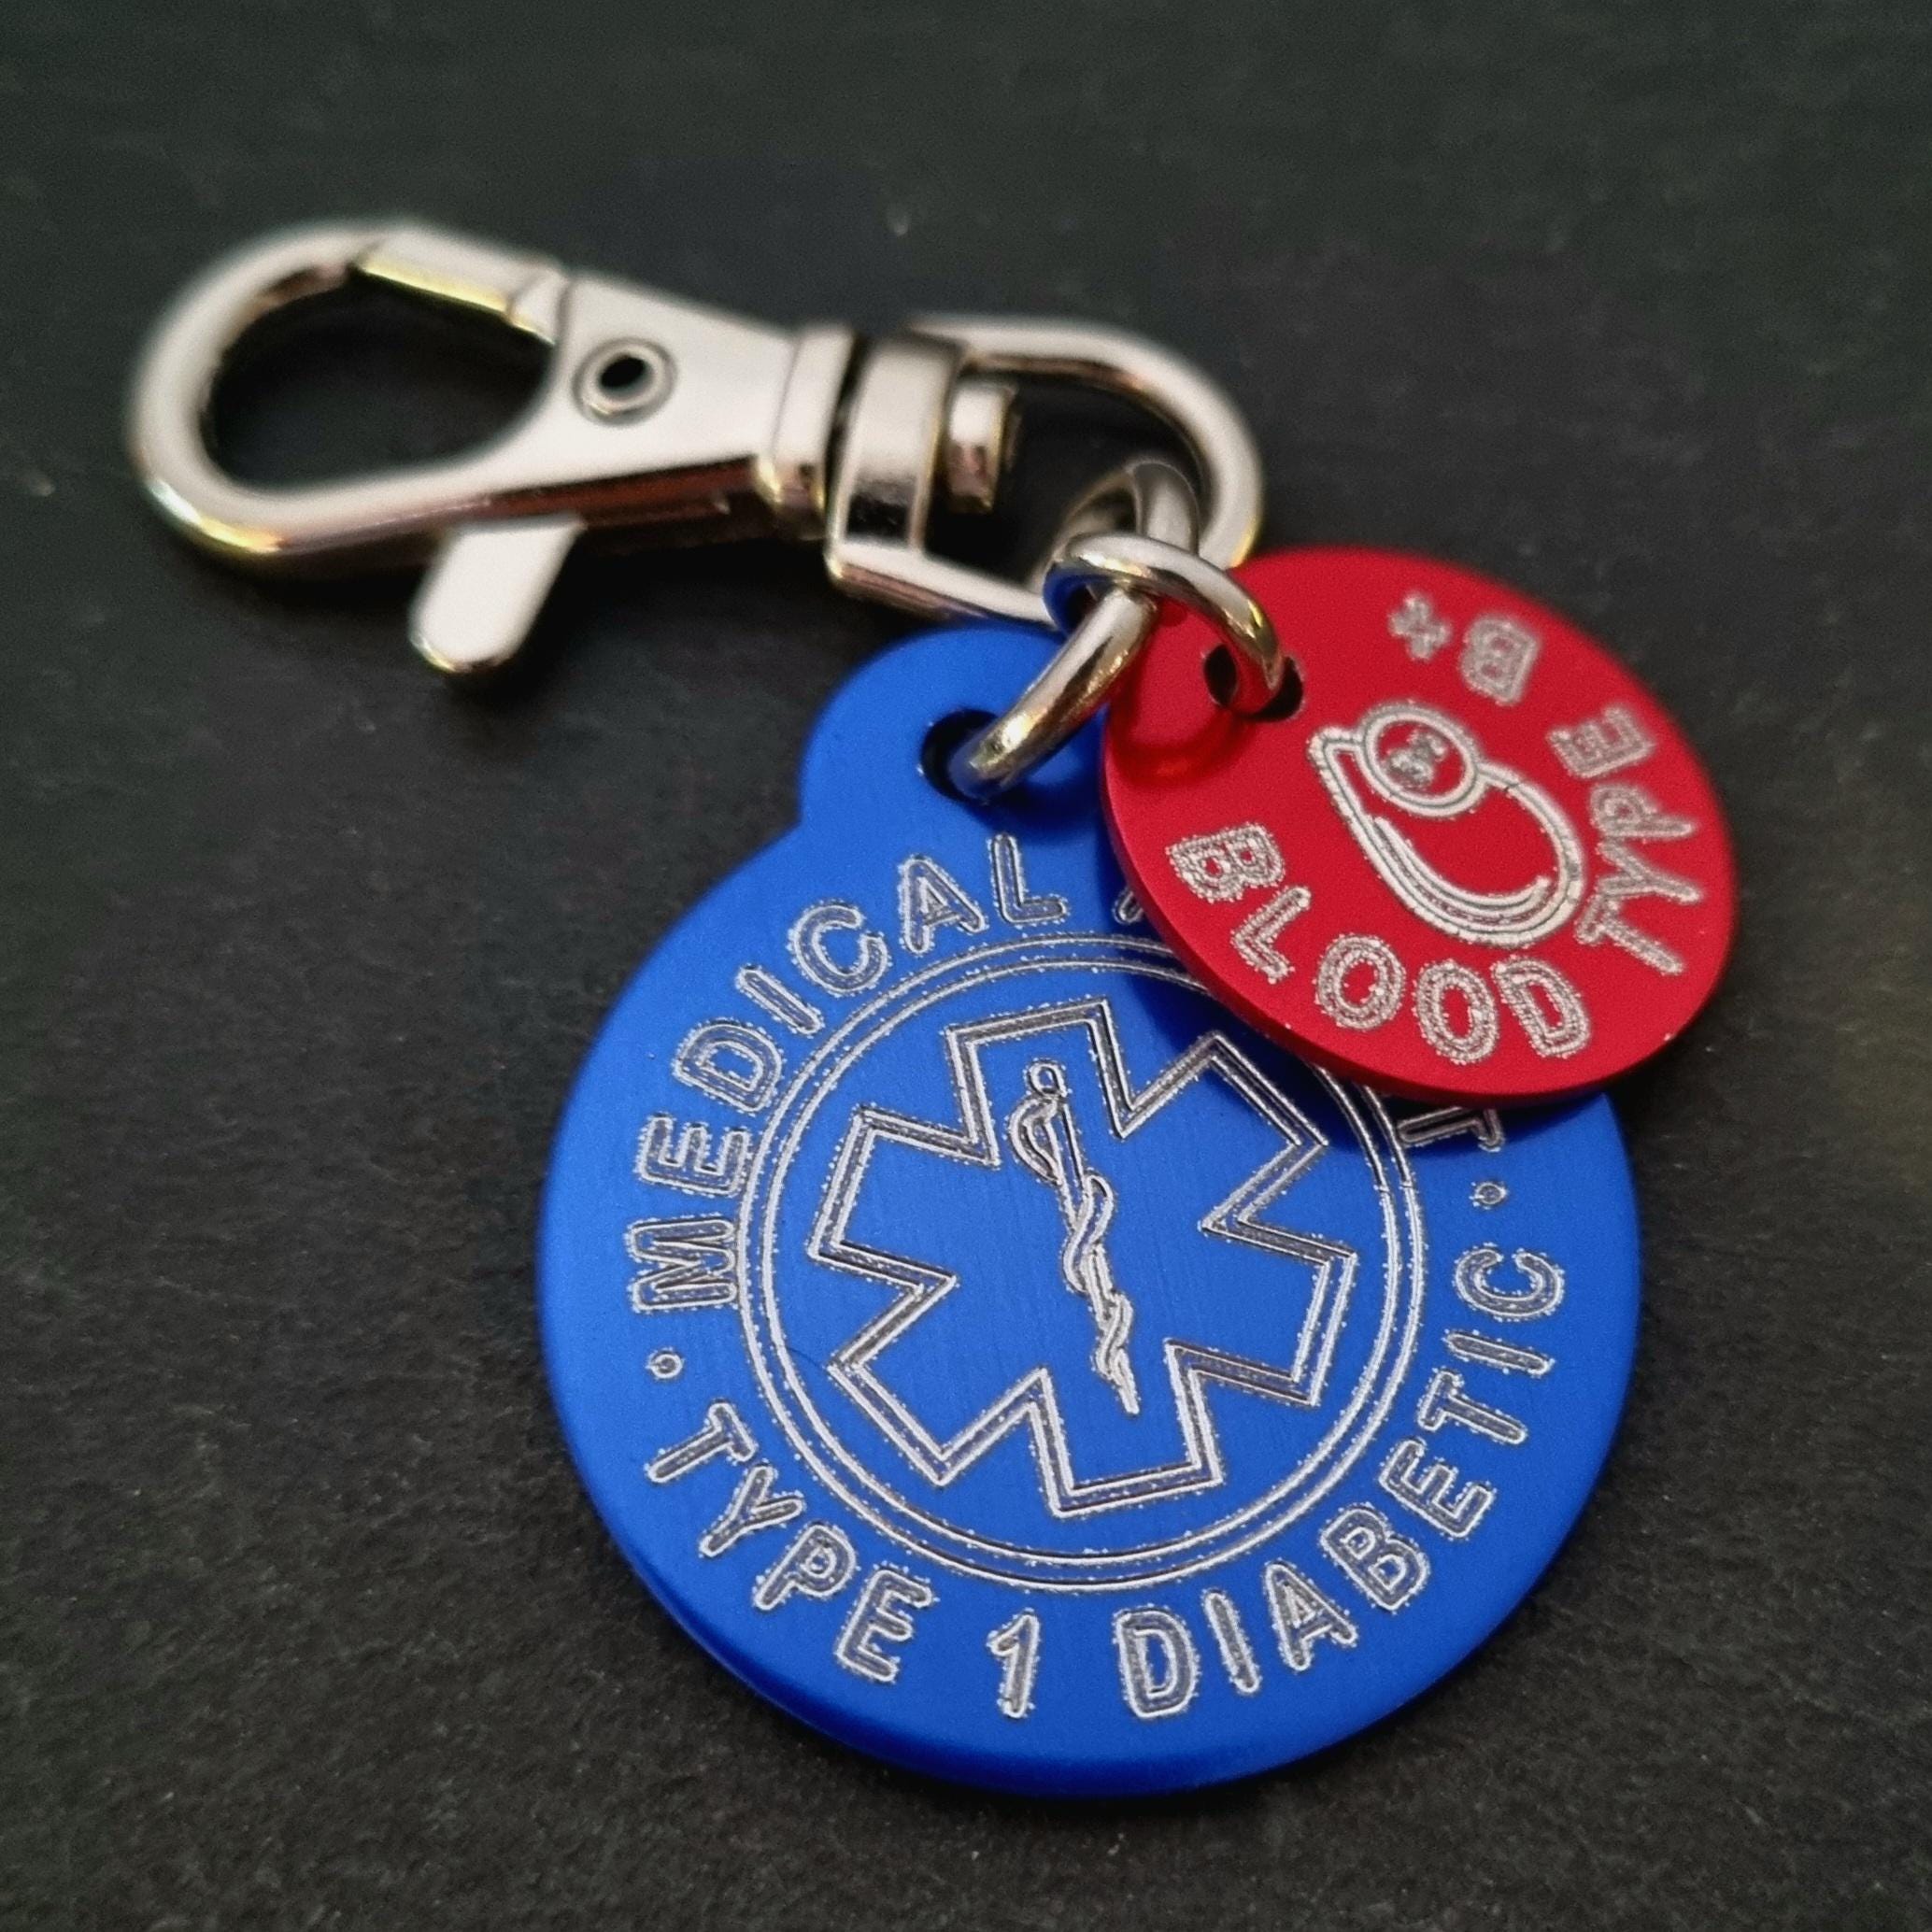 MEDICAL
· TYPE 1 DIABETIC ·
BLOOD TYPE B+